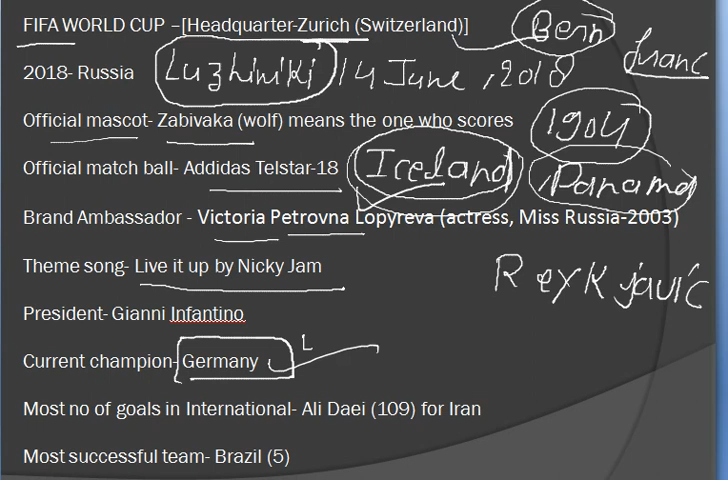 FIFA WORLD CUP –[Headquarter-Zurich (Switzerland)] Bern
franc
2018- Russia Luzhiniki 14 June, 2018
Official mascot- Zabivaka (wolf) means the one who scores 1904
Official match ball- Addidas Telstar-18 Iceland Panama
Brand Ambassador - Victoria Petrovna Lopyreva (actress, Miss Russia-2003)
Theme song- Live it up by Nicky Jam Reykjavic
President- Gianni Infantino
Current champion- Germany L
Most no of goals in International- Ali Daei (109) for Iran
Most successful team- Brazil (5)